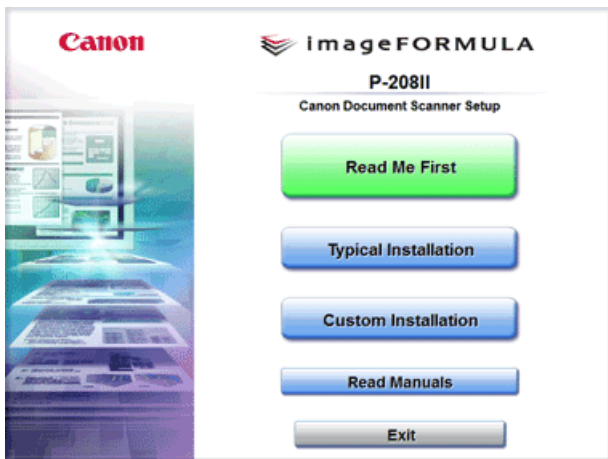 Canon
imageFORMULA
P-208II
Canon Document Scanner Setup
Read Me First
Typical Installation
Custom Installation
Read Manuals
Exit